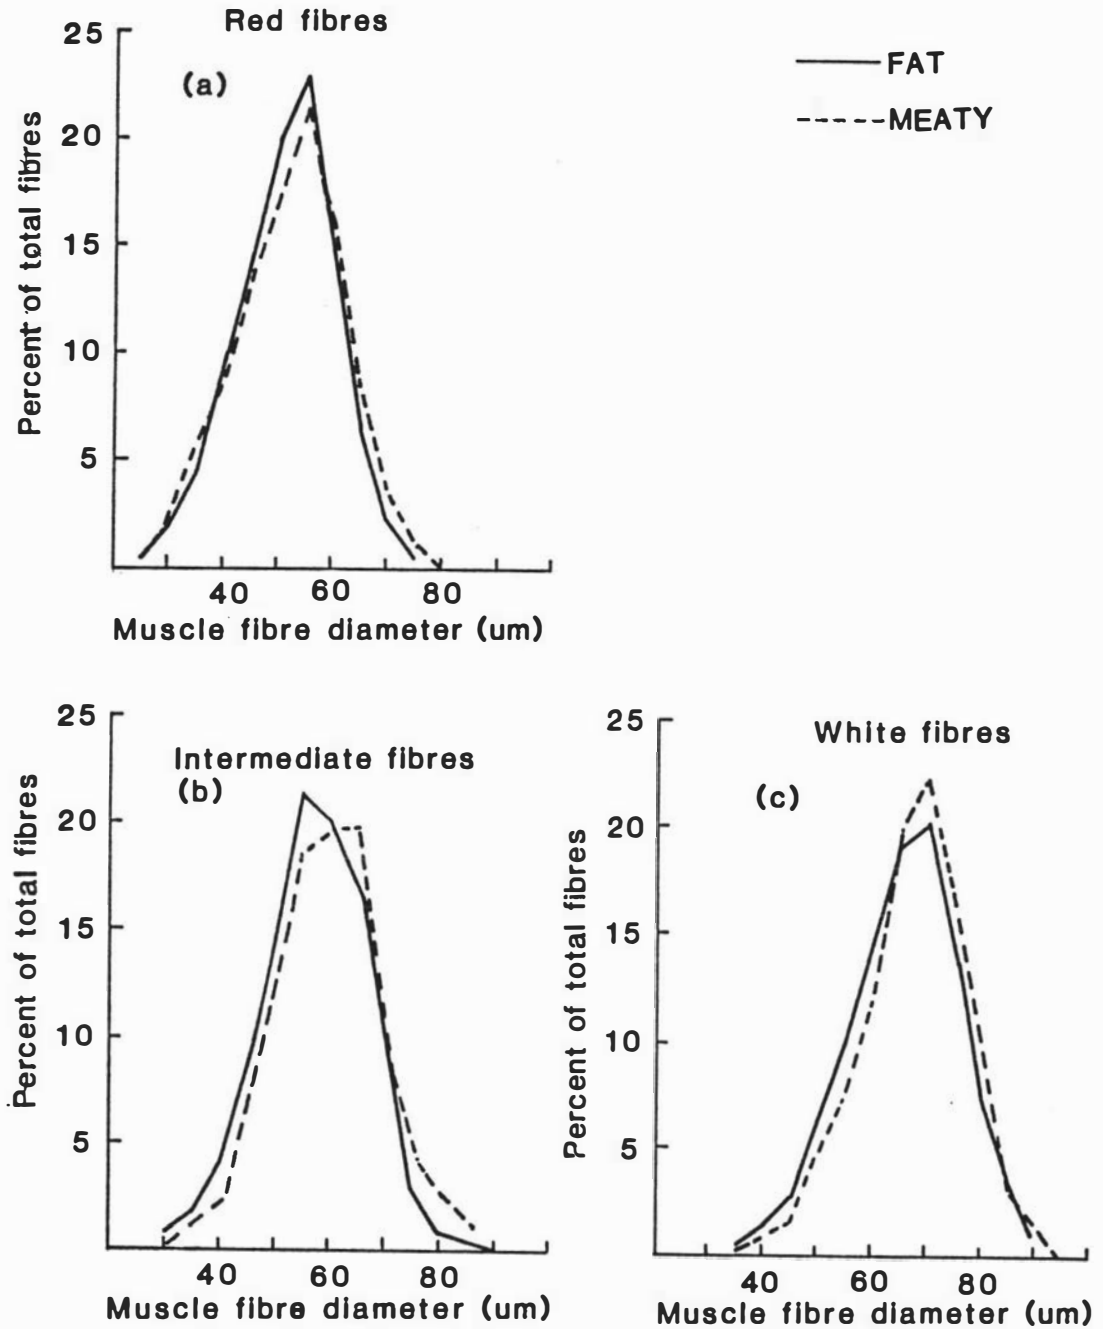 Red fibres
(a)
FAT
MEATY
25
20
15
10
5
Percent of total fibres
40 60 80
Muscle fibre diameter (um)
Intermediate fibres
(b)
25
20
15
10
5
Percent of total fibres
40 60 80
Muscle fibre diameter (um)
White fibres
(c)
25
20
15
10
5
Percent of total fibres
40 60 80
Muscle fibre diameter (um)